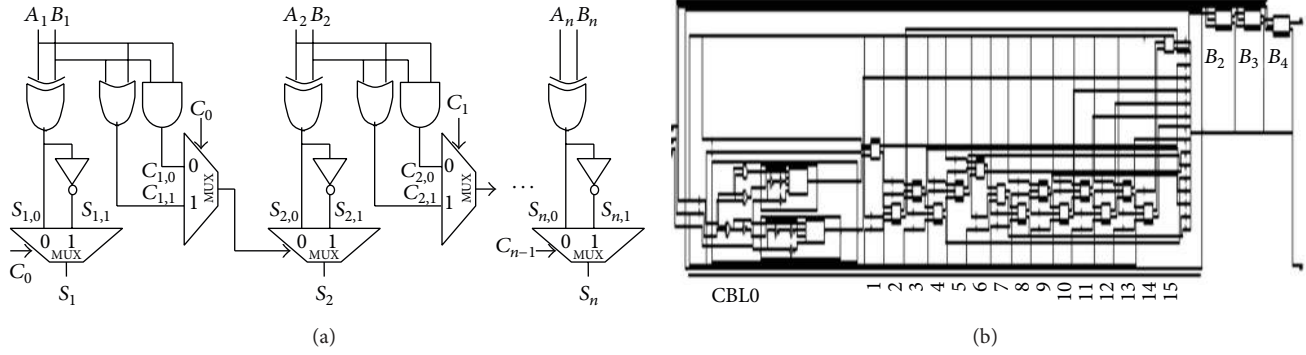 A1 B1
A2 B2
An Bn
C0
C1
C1,0
0
C1,1
1
MUX
C2,0
0
C2,1
1
MUX
...
S1,0
S1,1
S2,0
S2,1
Sn,0
Sn,1
0 1
MUX
C0
S1
0 1
MUX
S2
Cn−1
0 1
MUX
Sn
(a)
B2
B3
B4
CBL0
1
2
3
4
5
6
7
8
9
10
11
12
13
14
15
(b)